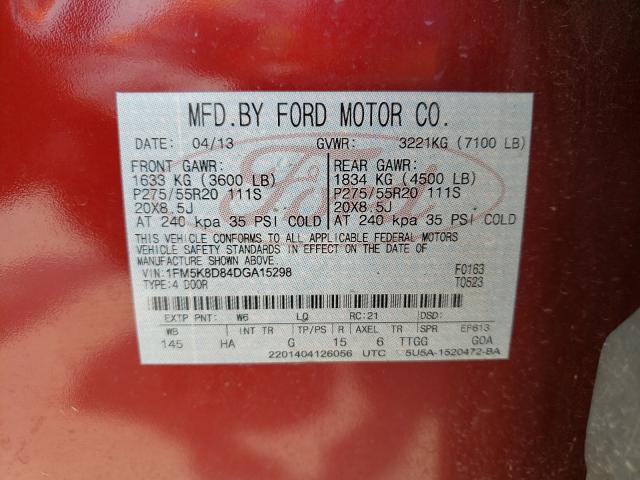 MFD.BY FORD MOTOR CO.
DATE: 04/13 GVWR: 3221KG (7100 LB)
FRONT GAWR: REAR GAWR:
1633 KG (3600 LB) 1834 KG (4500 LB)
P275/55R20 111S P275/55R20 111S
20X8.5J 20X8.5J
AT 240 kpa 35 PSI COLD AT 240 kpa 35 PSI COLD
THIS VEHICLE CONFORMS TO ALL APPLICABLE FEDERAL MOTORS
VEHICLE SAFETY STANDARDS IN EFFECT ON THE DATE OF
MANUFACTURE SHOWN ABOVE.
VIN:1FM5K8D84DGA15298 F0163
TYPE:4 DOOR T0523
EXTP PNT: W6 LQ RC:21 DSD:
WB INT TR TP/PS R AXEL TR SPR EF613
145 HA G 15 6 TTGG GOA
2201404126056 UTC 5U5A-1520472-BA